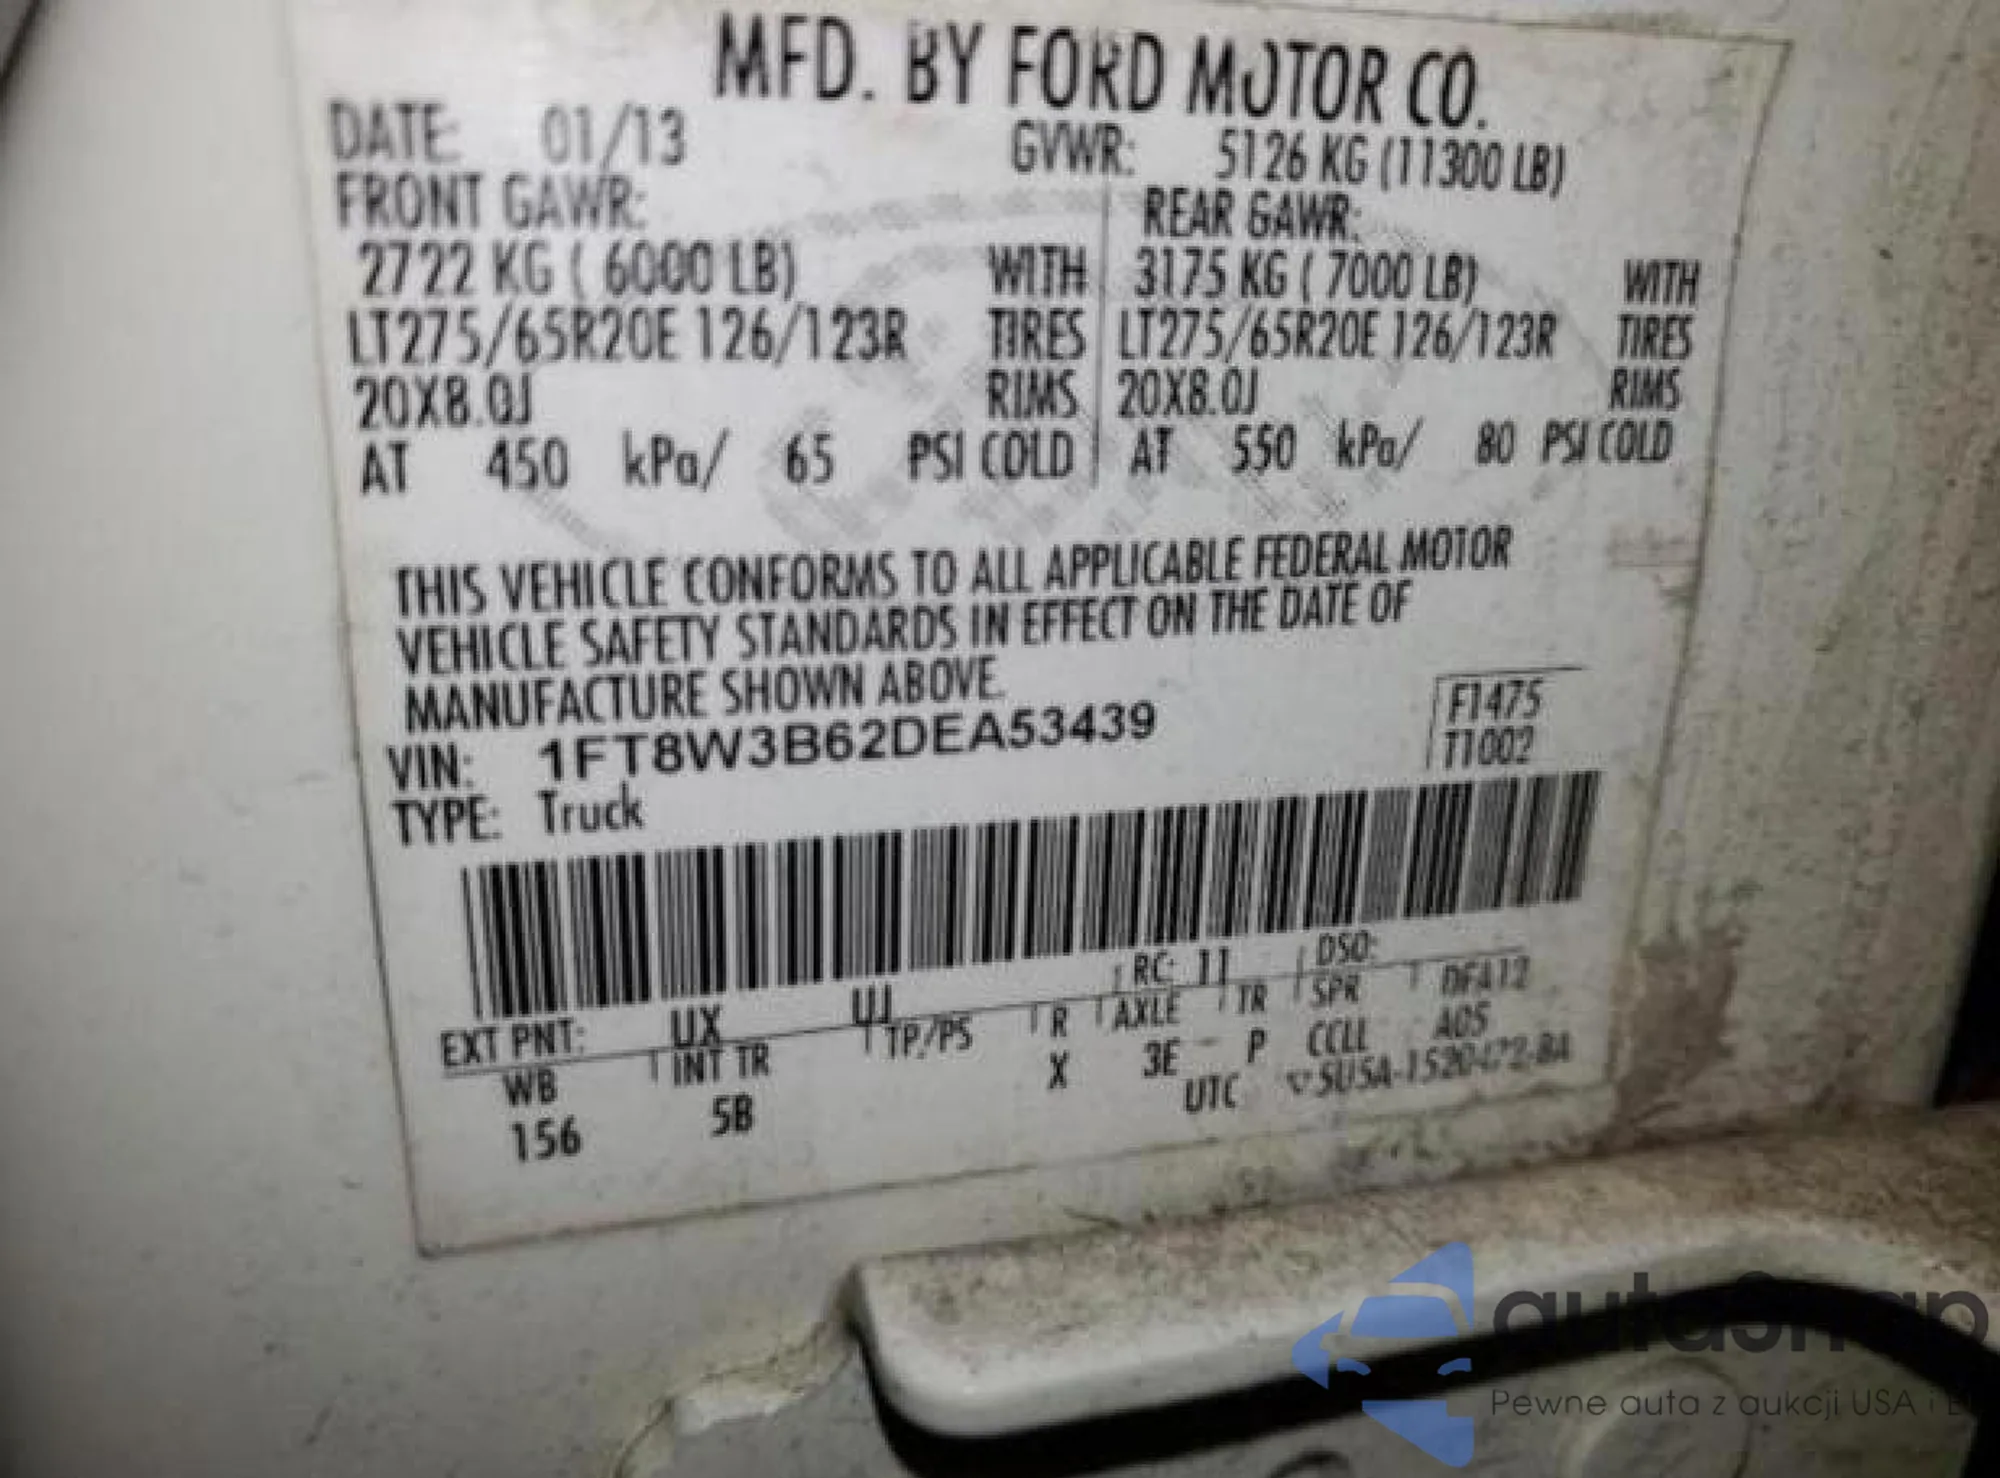 MFD. BY FORD MOTOR CO.
DATE: 01/13 GVWR: 5126 KG (11300 LB)
FRONT GAWR: REAR GAWR:
2722 KG ( 6000 LB) WITH 3175 KG ( 7000 LB) WITH
LT275/65R20E 126/123R TIRES LT275/65R20E 126/123R TIRES
20X8.0J RIMS 20X8.0J RIMS
AT 450 kPa/ 65 PSI COLD AT 550 kPa/ 80 PSI COLD
THIS VEHICLE CONFORMS TO ALL APPLICABLE FEDERAL MOTOR
VEHICLE SAFETY STANDARDS IN EFFECT ON THE DATE OF
MANUFACTURE SHOWN ABOVE.
VIN: 1FT8W3B62DEA53439 F1475
TYPE: Truck T1002
RC: 11 DSO:
EXT PNT: UX UJ
WB INT TR TP/PS R AXLE TR SPR DFA12
156 5B X 3E P CCLL A05
UTC
autoSnap
Pewne auta z aukcji USA i